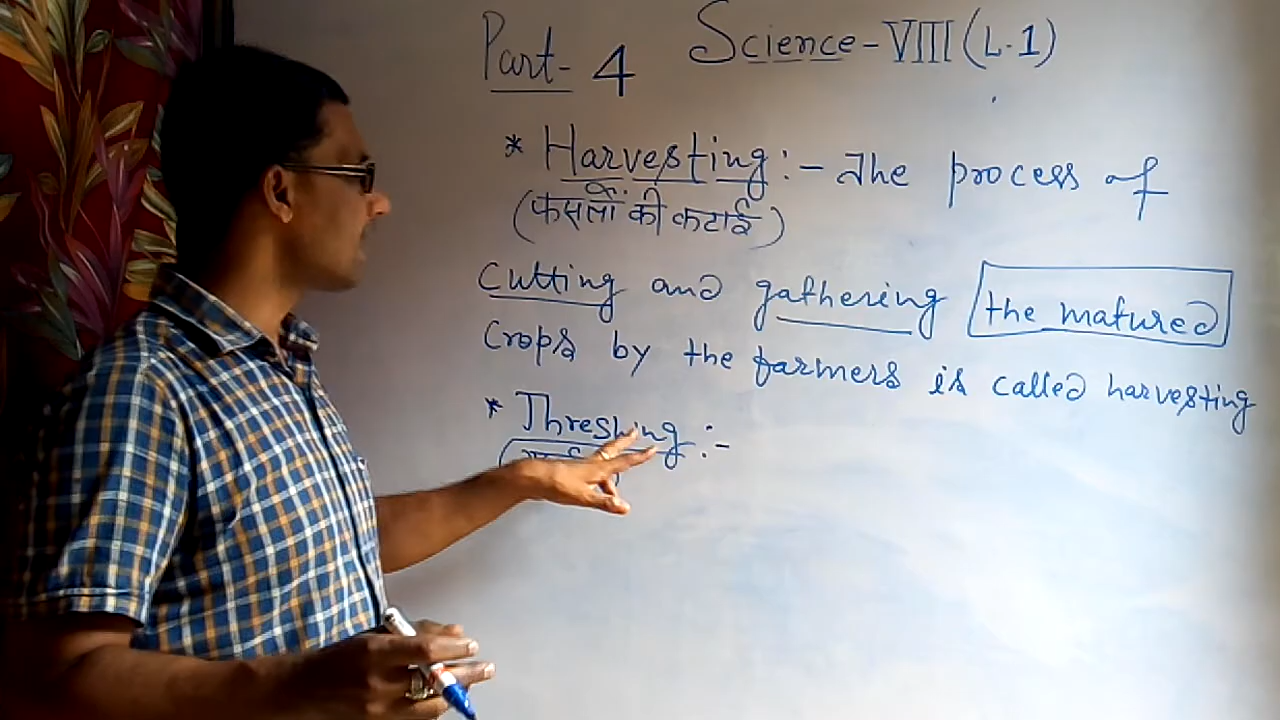 Part-4 Science-VIII (L.1)
* Harvesting :- The process of
(फसलों की कटाई)
Cutting and gathering the matured
Crops by the farmers is called harvesting
* Threshing :-